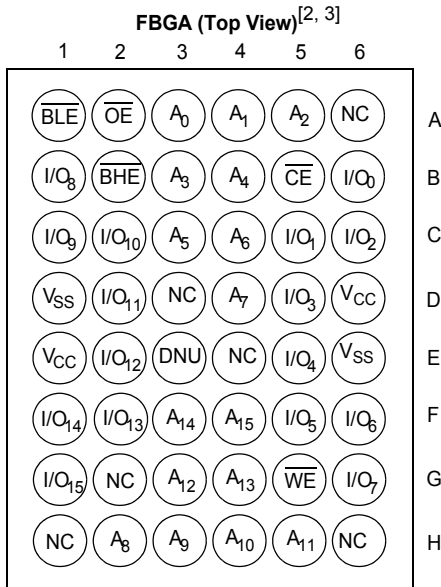 FBGA (Top View)[2, 3]
1 2 3 4 5 6
BLE OE A0 A1 A2 NC A
I/O8 BHE A3 A4 CE I/O0 B
I/O9 I/O10 A5 A6 I/O1 I/O2 C
VSS I/O11 NC A7 I/O3 VCC D
VCC I/O12 DNU NC I/O4 VSS E
I/O14 I/O13 A14 A15 I/O5 I/O6 F
I/O15 NC A12 A13 WE I/O7 G
NC A8 A9 A10 A11 NC H